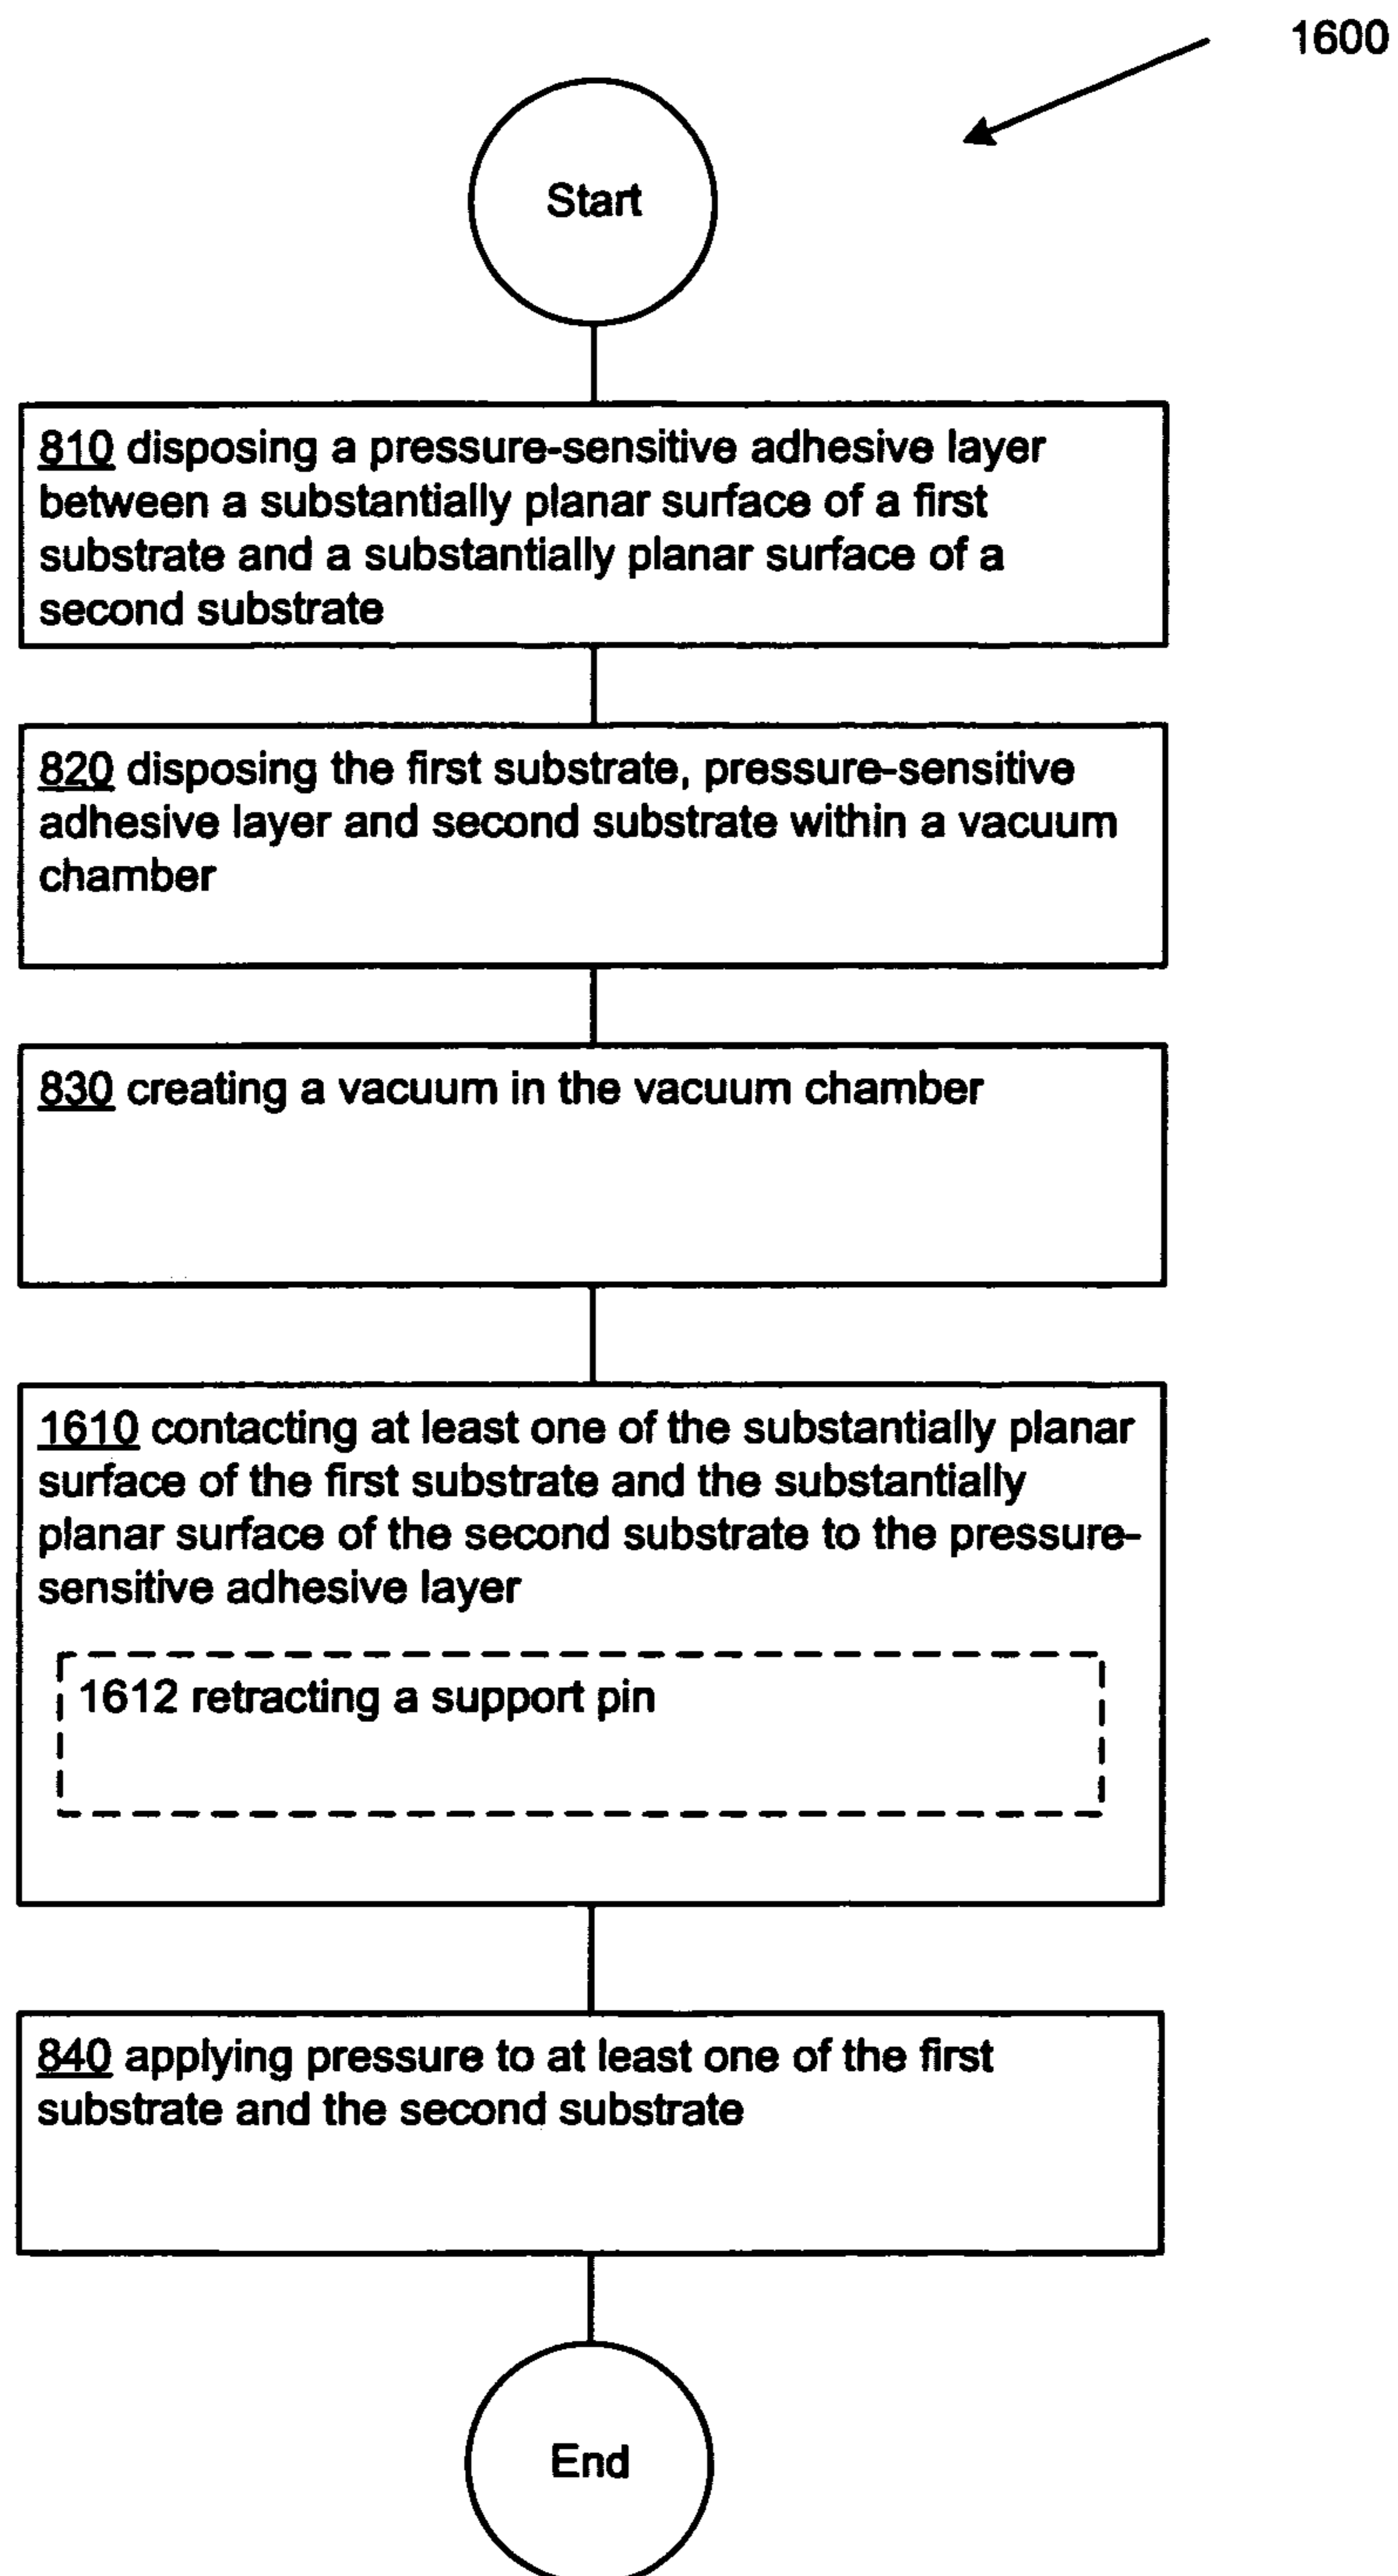 1600
Start
810 disposing a pressure-sensitive adhesive layer
between a substantially planar surface of a first
substrate and a substantially planar surface of a
second substrate
820 disposing the first substrate, pressure-sensitive
adhesive layer and second substrate within a vacuum
chamber
830 creating a vacuum in the vacuum chamber
1610 contacting at least one of the substantially planar
surface of the first substrate and the substantially
planar surface of the second substrate to the pressure-
sensitive adhesive layer
1612 retracting a support pin
840 applying pressure to at least one of the first
substrate and the second substrate
End